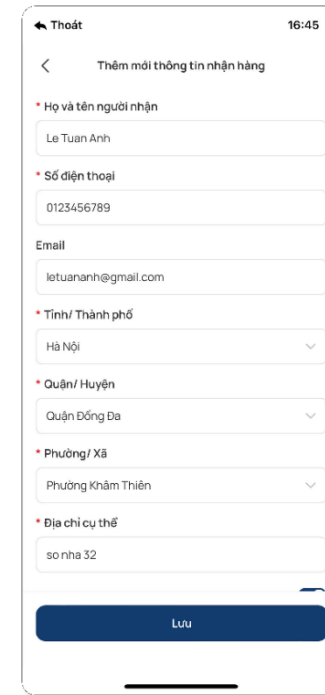 Thoát
16:45
Thêm mới thông tin nhận hàng
* Họ và tên người nhận
Le Tuan Anh
* Số điện thoại
0123456789
Email
letuananh@gmail.com
* Tỉnh/ Thành phố
Hà Nội
* Quận/ Huyện
Quận Đống Đa
* Phường/ Xã
Phường Khâm Thiên
* Địa chỉ cụ thể
so nha 32
Lưu